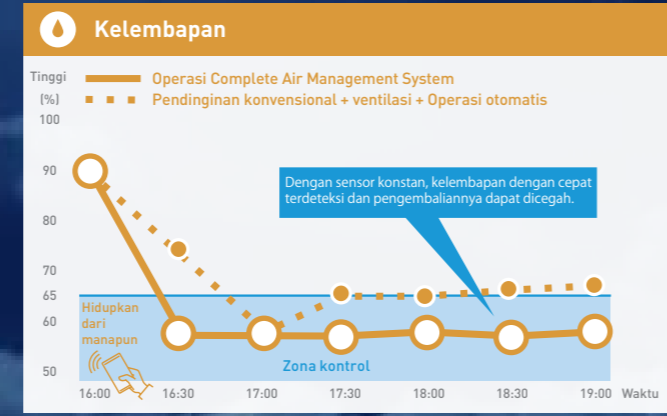 Kelembapan
Tinggi
(%)
Operasi Complete Air Management System
Pendinginan konvensional + ventilasi + Operasi otomatis
100
90
80
70
65
60
50
Dengan sensor konstan, kelembapan dengan cepat
terdeteksi dan pengembaliannya dapat dicegah.
Hidupkan
dari
manapun
Zona kontrol
16:00 16:30 17:00 17:30 18:00 18:30 19:00 Waktu